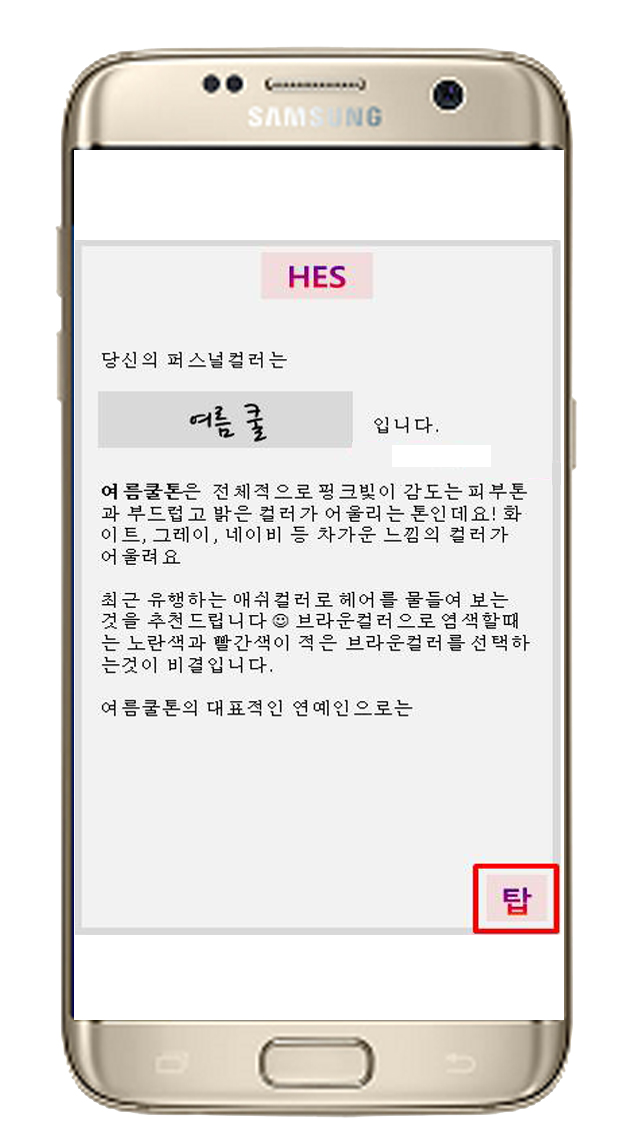 SAMSUNG
HES
당신의 퍼스널컬러는
여름 쿨 입니다.
여름쿨톤은 전체적으로 핑크빛이 감도는 피부톤
과 부드럽고 밝은 컬러가 어울리는 톤인데요! 화
이트, 그레이, 네이비 등 차가운 느낌의 컬러가
어울려요
최근 유행하는 애쉬컬러로 헤어를 물들여 보는
것을 추천드립니다☺ 브라운컬러으로 염색할때
는 노란색과 빨간색이 적은 브라운컬러를 선택하
는것이 비결입니다.
여름쿨톤의 대표적인 연예인으로는
탑